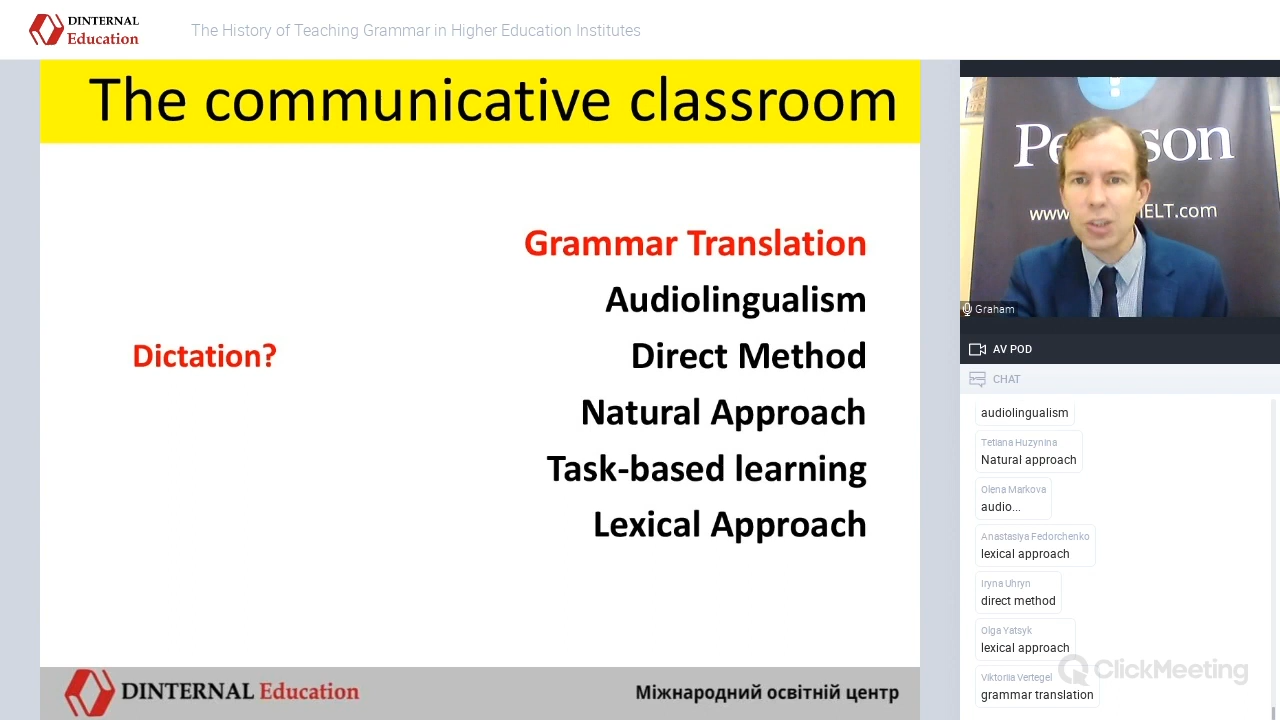 DINTERNAL
Education
The History of Teaching Grammar in Higher Education Institutes
The communicative classroom
Grammar Translation
Audiolingualism
Dictation?
Direct Method
Natural Approach
Task-based learning
Lexical Approach
DINTERNAL Education
Міжнародний освітній центр
www
ELT.com
Graham
AV POD
CHAT
audiolingualism
Tetiana Huzynina
Natural approach
Olena Markova
audio...
Anastasiya Fedorchenko
lexical approach
Iryna Uhryn
direct method
Olga Yatsyk
lexical approach
Viktoriia Vertegel
grammar translation
ClickMeeting